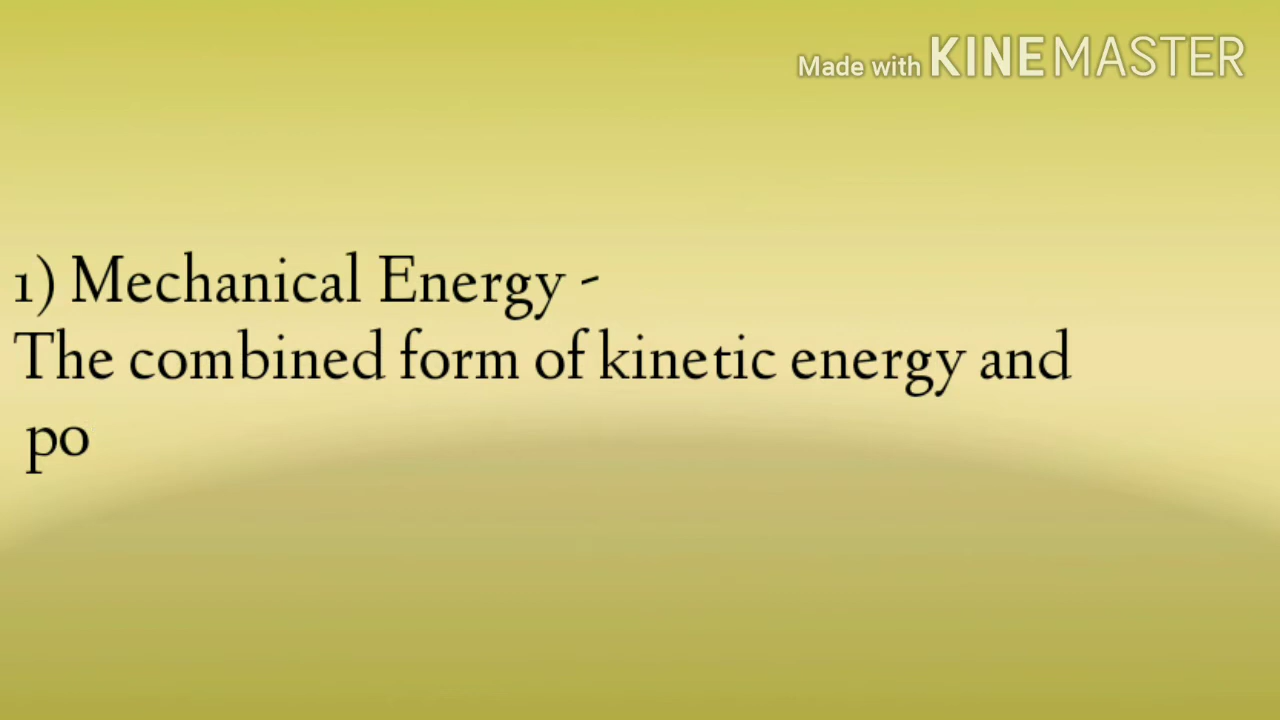 Made with KINEMASTER
1) Mechanical Energy -
The combined form of kinetic energy and
po